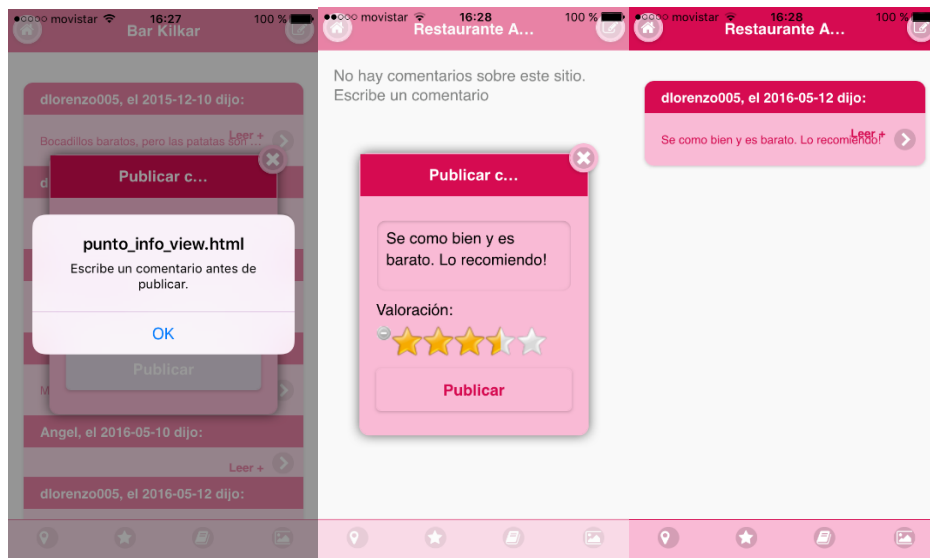 movistar 16:27 100 %
Bar Kilkar
dlorenzo005, el 2015-12-10 dijo:
Bocadillos baratos, pero las patatas son ...
Leer +
d
Publicar c...
punto_info_view.html
Escribe un comentario antes de
publicar.
OK
Publicar
M
Angel, el 2016-05-10 dijo:
Leer +
dlorenzo005, el 2016-05-12 dijo:
movistar 16:28 100 %
Restaurante A...
No hay comentarios sobre este sitio.
Escribe un comentario
Publicar c...
Se como bien y es
barato. Lo recomiendo!
Valoración:
Publicar
movistar 16:28 100 %
Restaurante A...
dlorenzo005, el 2016-05-12 dijo:
Leer +
Se como bien y es barato. Lo recomiendo!